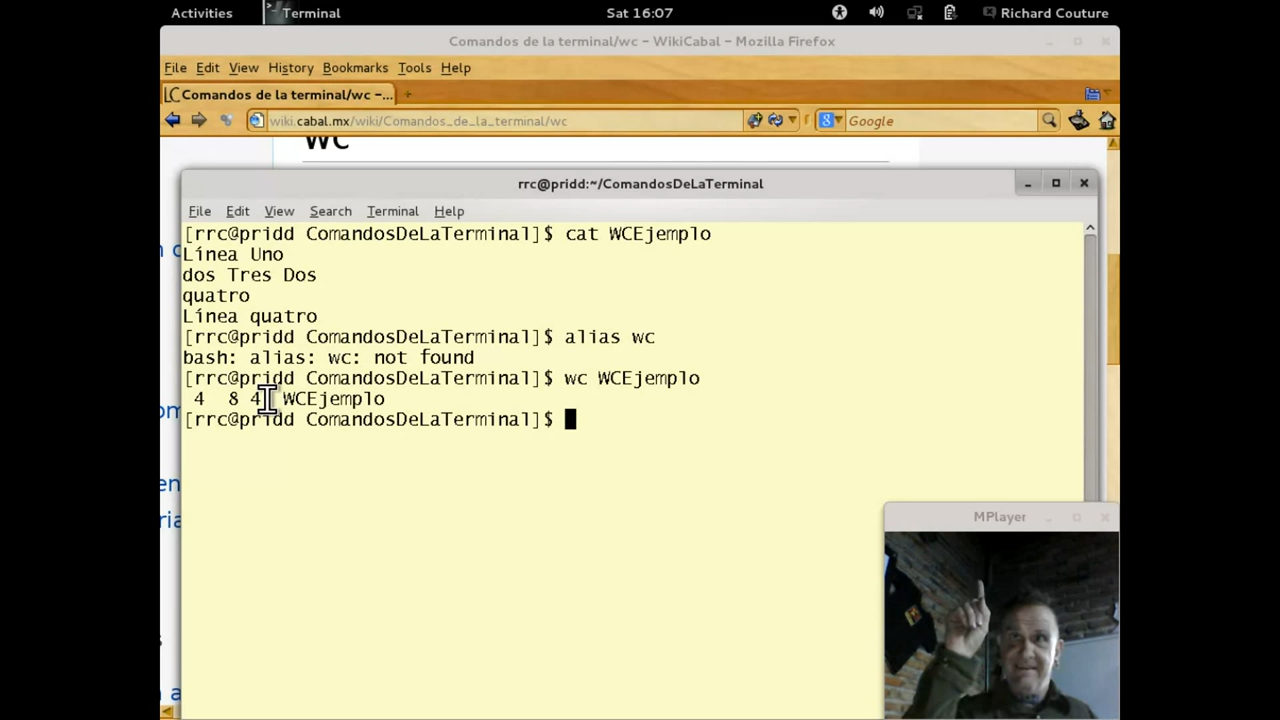 Activities
Terminal
Sat 16:07
Richard Couture
Comandos de la terminal/wc – WikiCabal – Mozilla Firefox
File Edit View History Bookmarks Tools Help
Comandos de la terminal/wc –...
wiki.cabal.mx/wiki/Comandos_de_la_terminal/wc
Google
wc
rrc@pridd:~/ComandosDeLaTerminal
File Edit View Search Terminal Help
[rrc@pridd ComandosDeLaTerminal]$ cat WCEjemplo
Línea Uno
dos Tres Dos
quatro
Línea quatro
[rrc@pridd ComandosDeLaTerminal]$ alias wc
bash: alias: wc: not found
[rrc@pridd ComandosDeLaTerminal]$ wc WCEjemplo
4 8 WCEjemplo
[rrc@pridd ComandosDeLaTerminal]$
MPlayer